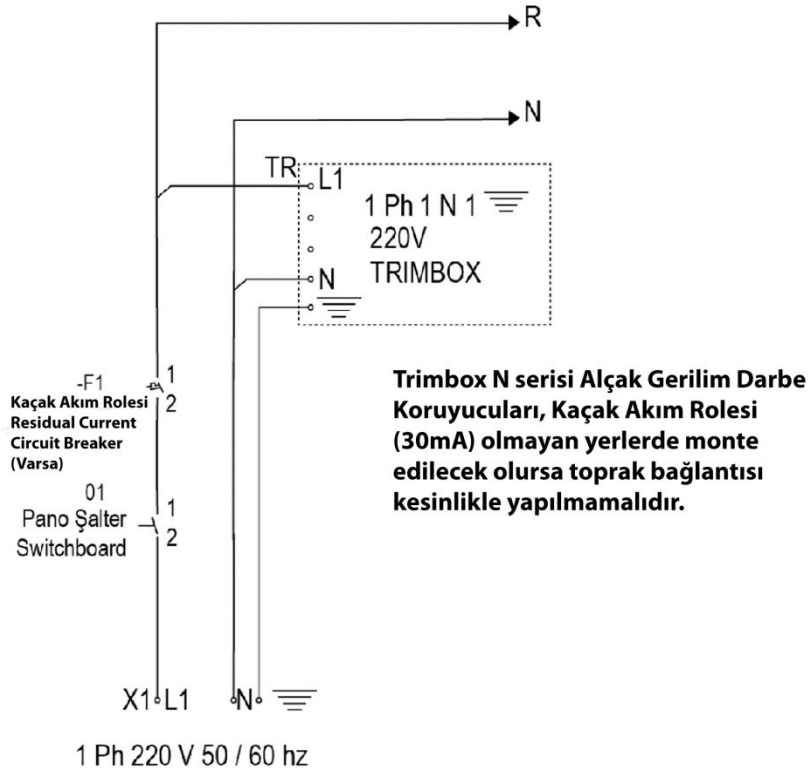 R
N
TR
L1
1 Ph 1 N 1
220V
N
TRIMBOX
-F1
1
2
Kaçak Akım Rolesi
Residual Current
Circuit Breaker
(Varsa)
Trimbox N serisi Alçak Gerilim Darbe
Koruyucuları, Kaçak Akım Rolesi
(30mA) olmayan yerlerde monte
edilecek olursa toprak bağlantısı
kesinlikle yapılmamalıdır.
01
Pano Şalter
Switchboard
1
2
X1 L1
N
1 Ph 220 V 50 / 60 hz